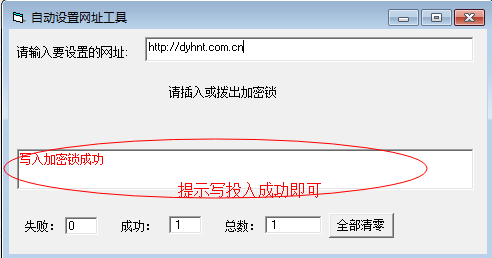 自动设置网址工具
请输入要设置的网址: http://dyhnt.com.cn
请插入或拨出加密锁
写入加密锁成功
提示写投入成功即可
失败: 0 成功: 1 总数: 1 全部清零